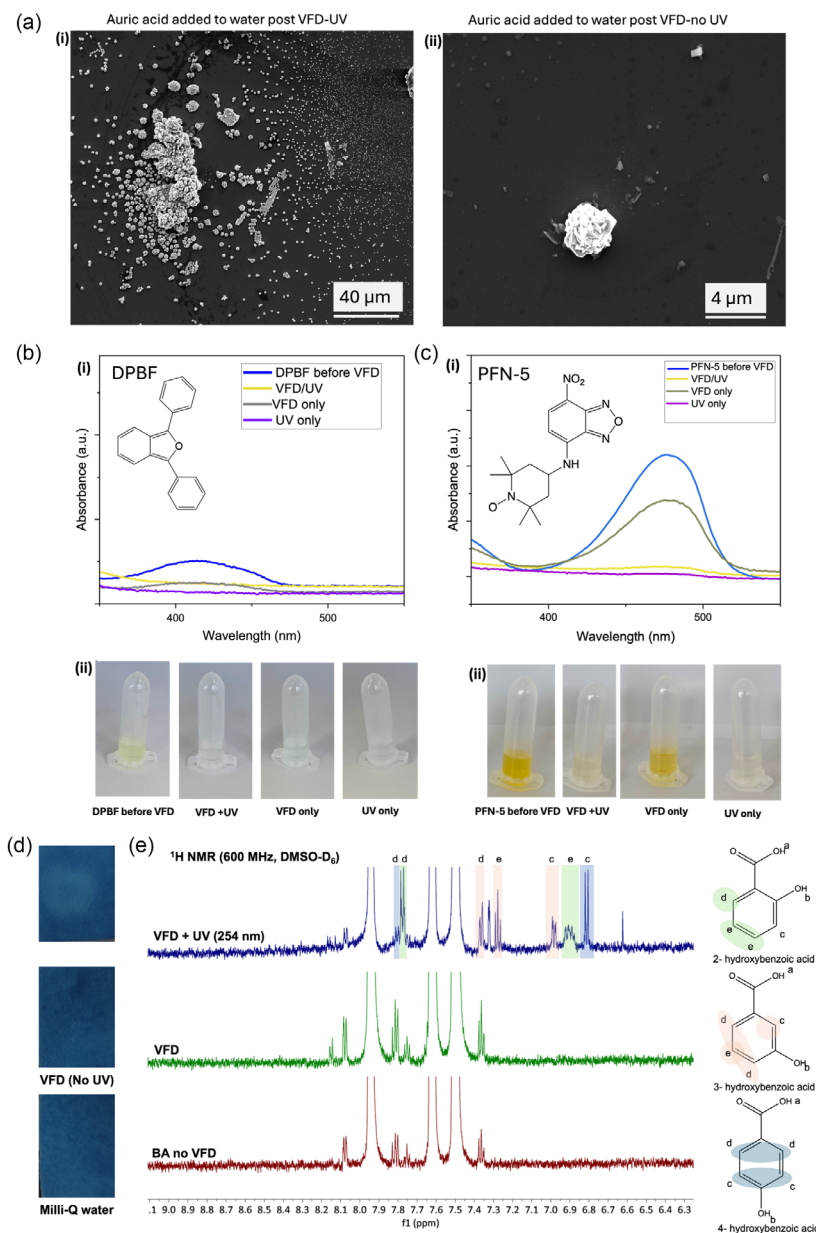 (a)
Auric acid added to water post VFD-UV
Auric acid added to water post VFD-no UV
(i)
40 µm
(ii)
4 µm
(b)
(i)
DPBF
DPBF before VFD
VFD/UV
VFD only
UV only
O
Absorbance (a.u.)
400
500
Wavelength (nm)
(c)
(i)
PFN-5
PFN-5 before VFD
VFD/UV
VFD only
UV only
NO2
N
O
N
NH
N
O
Absorbance (a.u.)
400
500
Wavelength (nm)
(ii)
DPBF before VFD
VFD +UV
VFD only
UV only
(ii)
PFN-5 before VFD
VFD +UV
VFD only
UV only
(d)
VFD (No UV)
Milli-Q water
(e)
¹H NMR (600 MHz, DMSO-D6)
d
d
d
e
c
e
c
VFD + UV (254 nm)
VFD
BA no VFD
.1 9.0 8.9 8.8 8.7 8.6 8.5 8.4 8.3 8.2 8.1 8.0 7.9 7.8 7.7 7.6 7.5 7.4 7.3 7.2 7.1 7.0 6.9 6.8 6.7 6.6 6.5 6.4 6.3
f1 (ppm)
O
OH a
OH
b
d
e
e
c
2- hydroxybenzoic acid
a
O
OH
d
c
e
OH b
d
3- hydroxybenzoic acid
O
OH a
d
d
c
c
OH
b
4- hydroxybenzoic acid